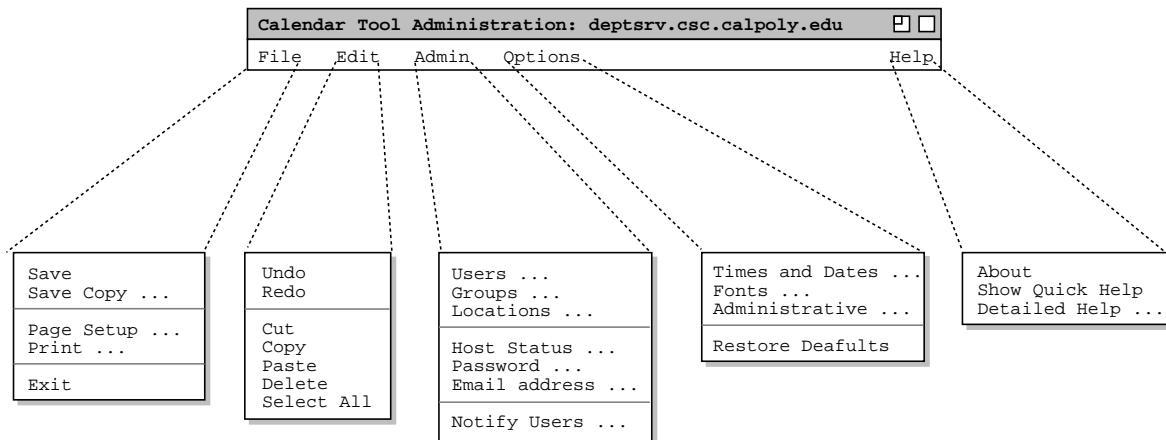 Calendar Tool Administration: deptsrv.csc.calpoly.edu
File Edit Admin Options Help
Save
Save Copy ...
Page Setup ...
Print ...
Exit
Undo
Redo
Cut
Copy
Paste
Delete
Select All
Users ...
Groups ...
Locations ...
Host Status ...
Password ...
Email address ...
Notify Users ...
Times and Dates ...
Fonts ...
Administrative ...
Restore Deafults
About
Show Quick Help
Detailed Help ...